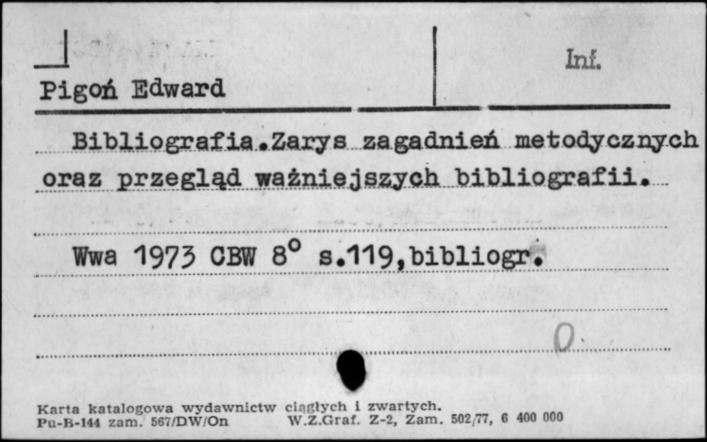 Inf.
Pigoń Edward
Bibliografia.Zarys zagadnień metodycznych
oraz przegląd ważniejszych bibliografii.
Wwa 1973 CBW 8° s.119,bibliogr.
0
Karta katalogowa wydawnictw ciągłych i zwartych.
Pu-B-144 zam. 567/DW/On W.Z.Graf. Z-2, Zam. 502/77, 6 400 000